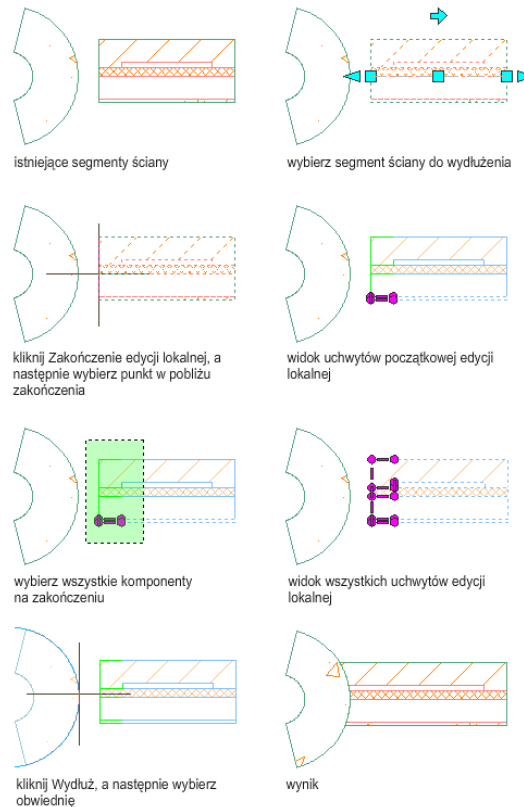 istniejące segmenty ściany
wybierz segment ściany do wydłużenia
kliknij Zakończenie edycji lokalnej, a
następnie wybierz punkt w pobliżu
zakończenia
widok uchwytów początkowej edycji
lokalnej
wybierz wszystkie komponenty
na zakończeniu
widok wszystkich uchwytów edycji
lokalnej
kliknij Wydłuż, a następnie wybierz
obwiednię
wynik